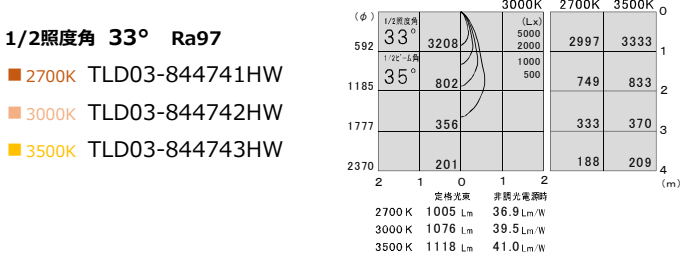 1/2照度角 33° Ra97
2700K TLD03-844741HW
3000K TLD03-844742HW
3500K TLD03-844743HW
3000K 2700K 3500K
(φ) 1/2照度角 (Lx) 0
33° 5000
592 3208 2000 2997 3333 1
1/2ビーム角 1000
35° 500
1185 802 749 833 2
1777 356 333 370 3
2370 201 188 209 4
2 1 0 1 2 (m)
定格光束 非調光電源時
2700K 1005 Lm 36.9 Lm/W
3000K 1076 Lm 39.5 Lm/W
3500K 1118 Lm 41.0 Lm/W